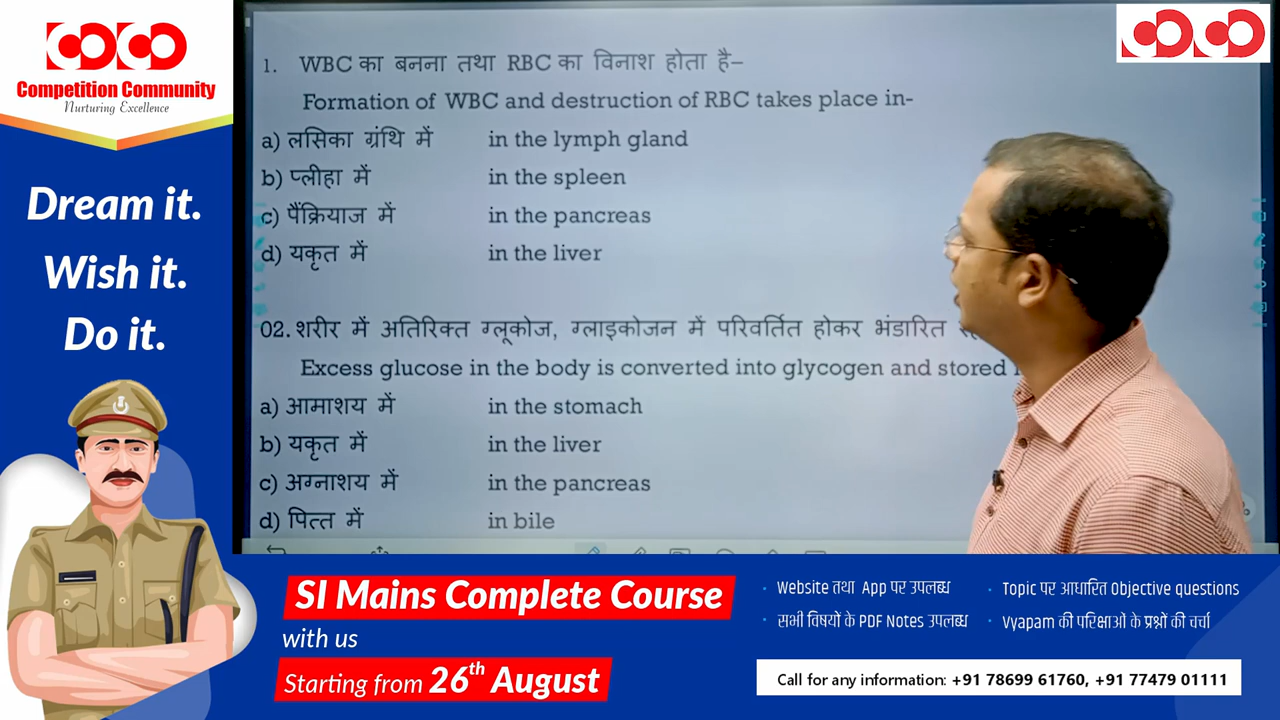 COCO
Competition Community
Nurturing Excellence
Dream it.
Wish it.
Do it.
COCO
1. WBC का बनना तथा RBC का विनाश होता है–
Formation of WBC and destruction of RBC takes place in-
a) लसिका ग्रंथि में in the lymph gland
b) प्लीहा में in the spleen
c) पैंक्रियाज में in the pancreas
d) यकृत में in the liver
02. शरीर में अतिरिक्त ग्लूकोज, ग्लाइकोजन में परिवर्तित होकर भंडारित
Excess glucose in the body is converted into glycogen and stored
a) आमाशय में in the stomach
b) यकृत में in the liver
c) अग्नाशय में in the pancreas
d) पित्त में in bile
SI Mains Complete Course
with us
Starting from 26th August
· Website तथा App पर उपलब्ध
· सभी विषयों के PDF Notes उपलब्ध
· Topic पर आधारित Objective questions
· Vyapam की परिक्षाओं के प्रश्नों की चर्चा
Call for any information: +91 78699 61760, +91 77479 01111